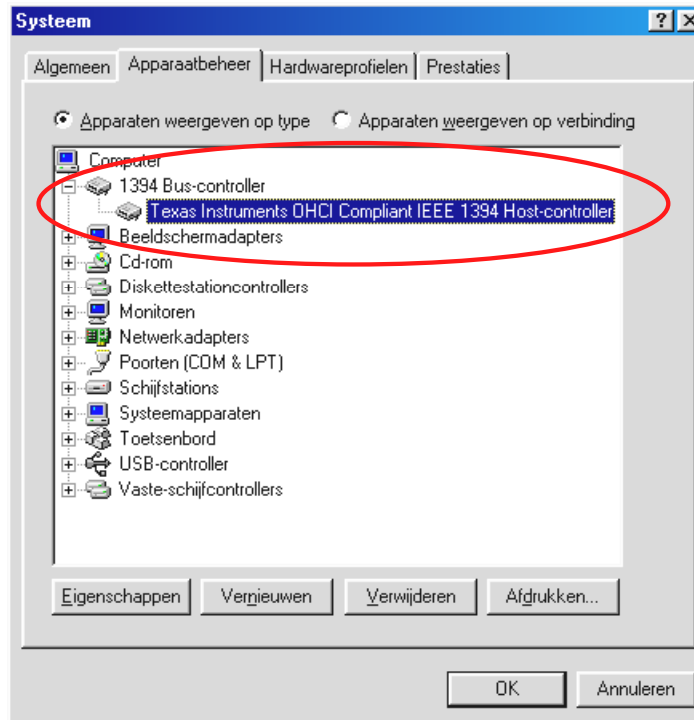 Systeem
Algemeen Apparaatbeheer Hardwareprofielen Prestaties
Apparaten weergeven op type Apparaten weergeven op verbinding
Computer
1394 Bus-controller
Texas Instruments OHCI Compliant IEEE 1394 Host-controller
Beeldschermadapters
Cd-rom
Diskettestationcontrollers
Monitoren
Netwerkadapters
Poorten (COM & LPT)
Schijfstations
Systeemapparaten
Toetsenbord
USB-controller
Vaste-schijfcontrollers
Eigenschappen Vernieuwen Verwijderen Afdrukken...
OK Annuleren